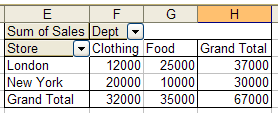 E F G H
Sum of Sales Dept
Store Clothing Food Grand Total
London 12000 25000 37000
New York 20000 10000 30000
Grand Total 32000 35000 67000